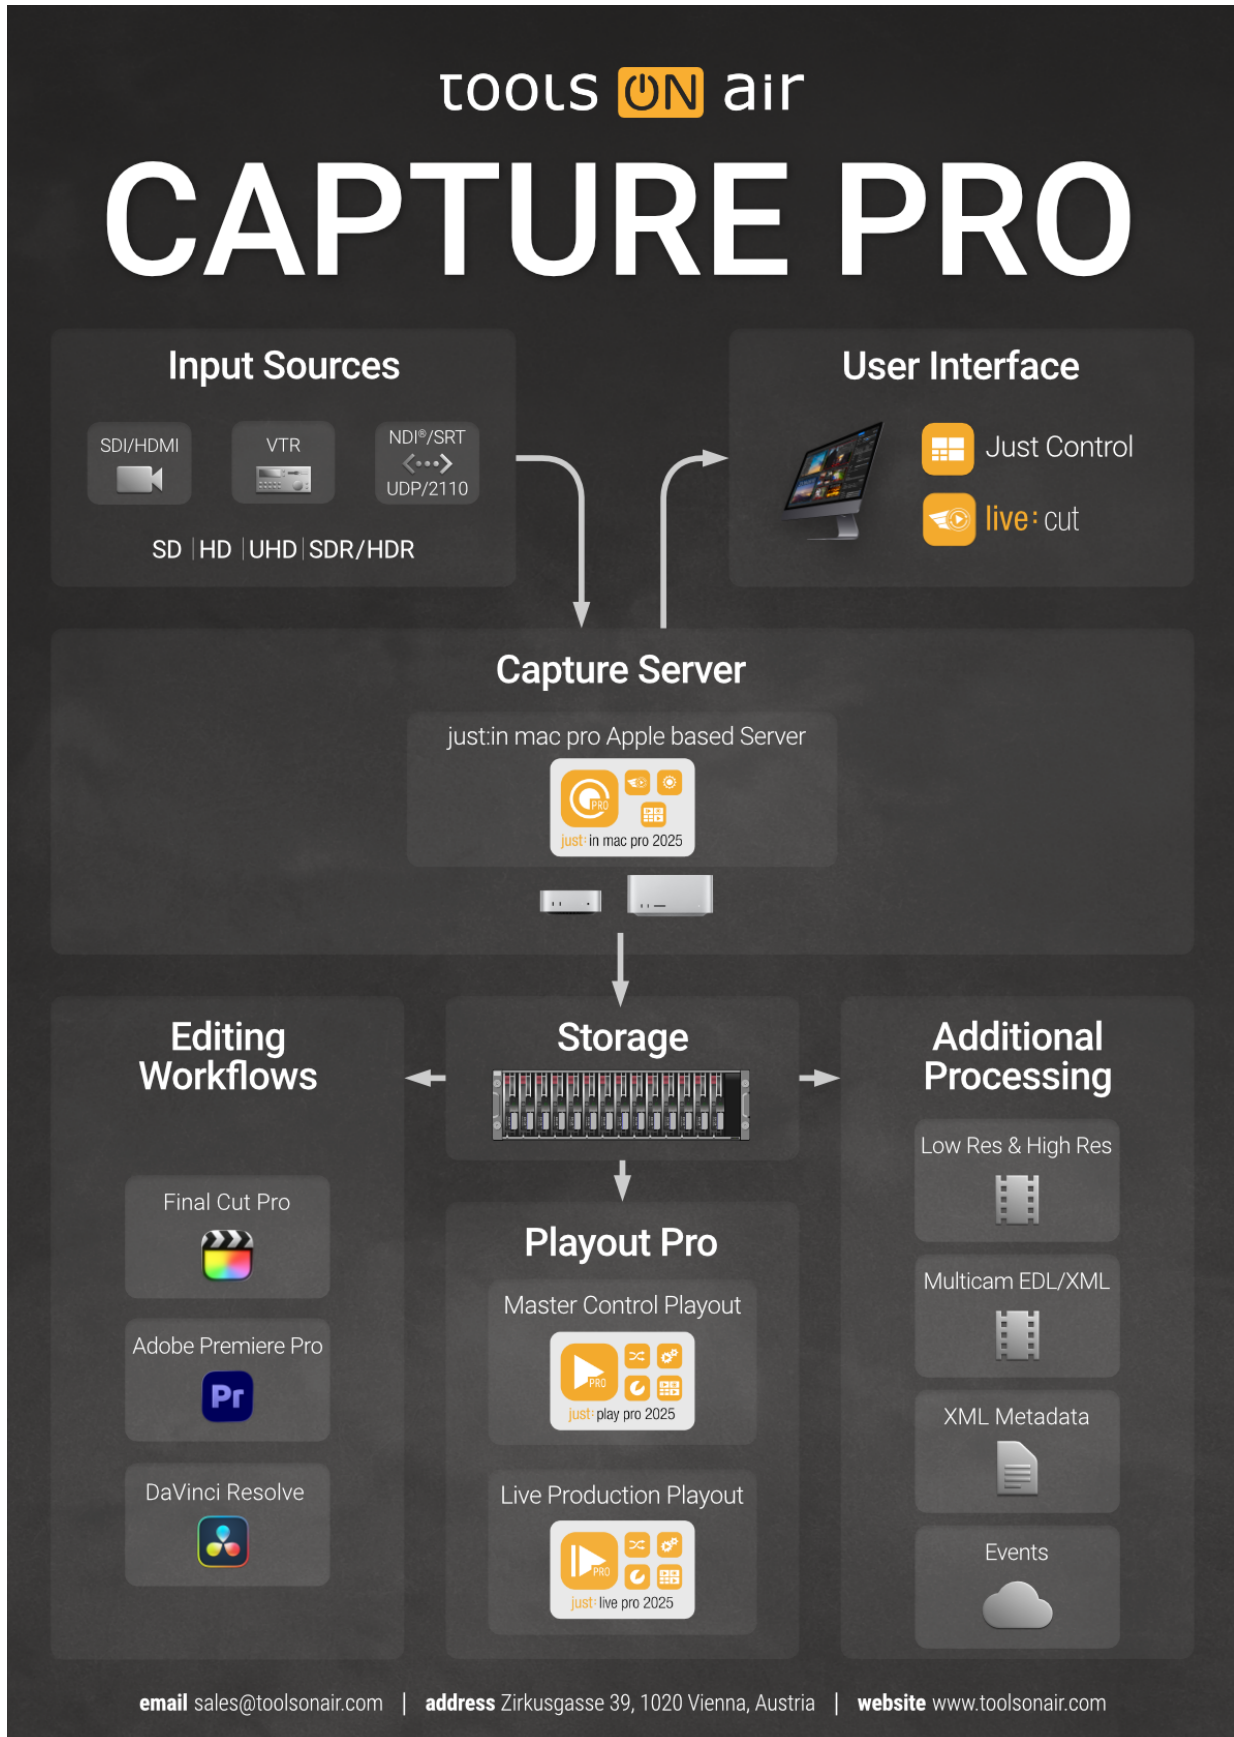 tools ON air
CAPTURE PRO
Input Sources
SDI/HDMI
VTR
NDI®/SRT
UDP/2110
SD | HD | UHD | SDR/HDR
User Interface
Just Control
live: cut
Capture Server
just:in mac pro Apple based Server
PRO
just: in mac pro 2025
Editing
Workflows
Final Cut Pro
Adobe Premiere Pro
Pr
DaVinci Resolve
Storage
Playout Pro
Master Control Playout
PRO
just: play pro 2025
Live Production Playout
PRO
just: live pro 2025
Additional
Processing
Low Res & High Res
Multicam EDL/XML
XML Metadata
Events
email sales@toolsonair.com | address Zirkusgasse 39, 1020 Vienna, Austria | website www.toolsonair.com